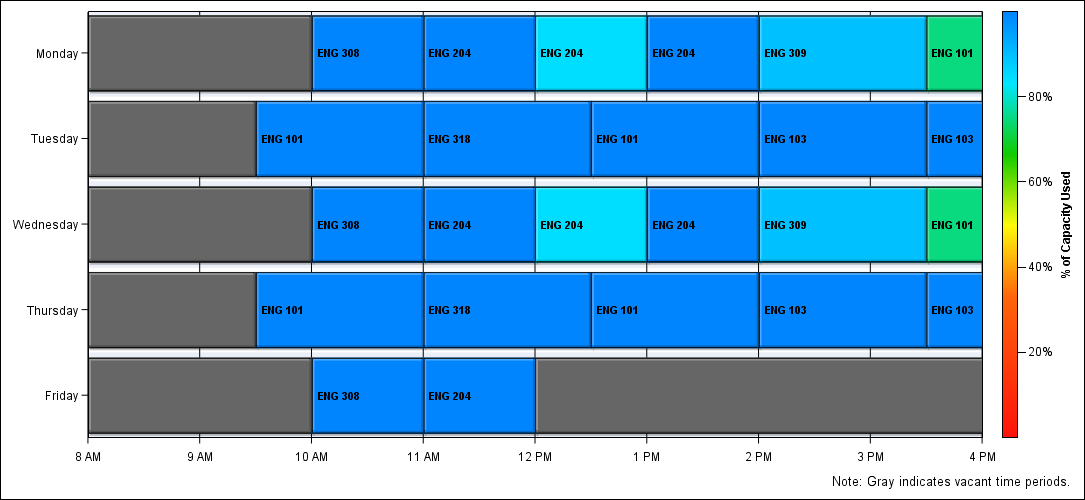 Monday ENG 308 ENG 204 ENG 204 ENG 204 ENG 309 ENG 101
Tuesday ENG 101 ENG 318 ENG 101 ENG 103 ENG 103
Wednesday ENG 308 ENG 204 ENG 204 ENG 204 ENG 309 ENG 101
Thursday ENG 101 ENG 318 ENG 101 ENG 103 ENG 103
Friday ENG 308 ENG 204
8 AM 9 AM 10 AM 11 AM 12 PM 1 PM 2 PM 3 PM 4 PM
80%
60%
40%
20%
% of Capacity Used
Note: Gray indicates vacant time periods.